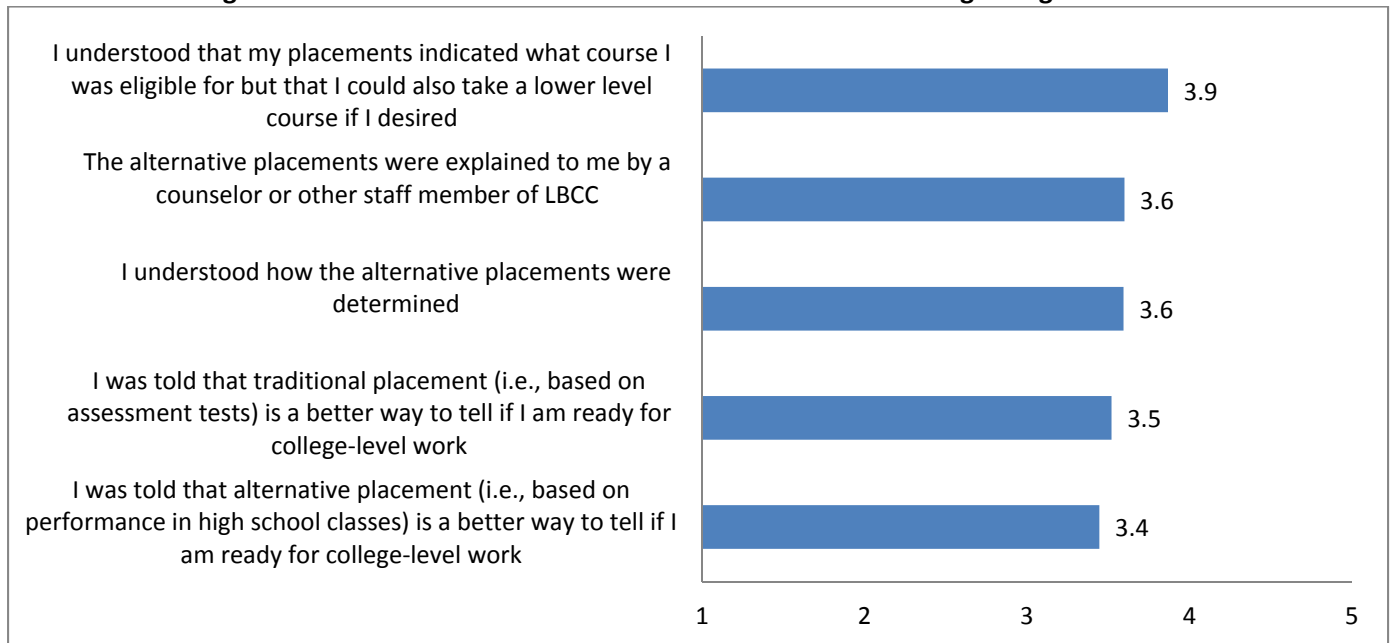 I understood that my placements indicated what course I
was eligible for but that I could also take a lower level
course if I desired
3.9
The alternative placements were explained to me by a
counselor or other staff member of LBCC
3.6
I understood how the alternative placements were
determined
3.6
I was told that traditional placement (i.e., based on
assessment tests) is a better way to tell if I am ready for
college-level work
3.5
I was told that alternative placement (i.e., based on
performance in high school classes) is a better way to tell if I
am ready for college-level work
3.4
1 2 3 4 5